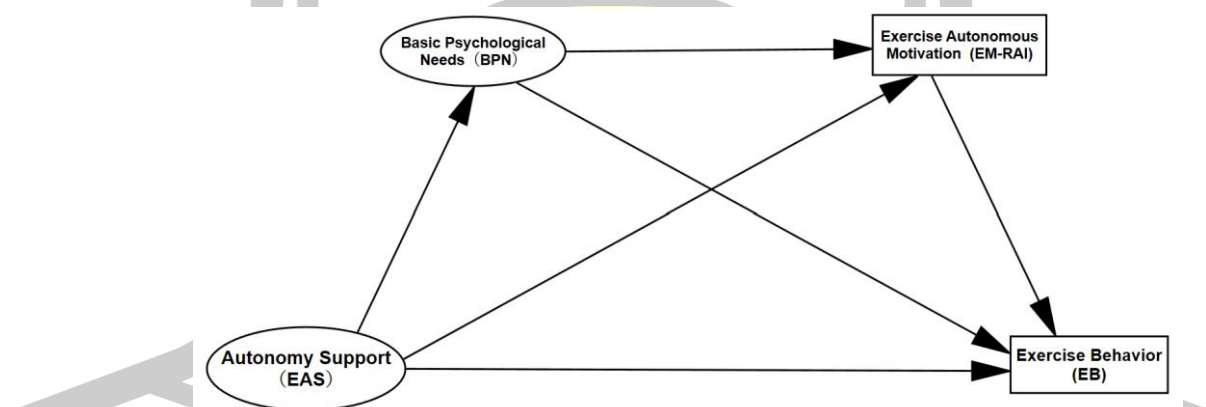 Basic Psychological
Needs（BPN）
Exercise Autonomous
Motivation (EM-RAI)
Autonomy Support
（EAS）
Exercise Behavior
(EB)